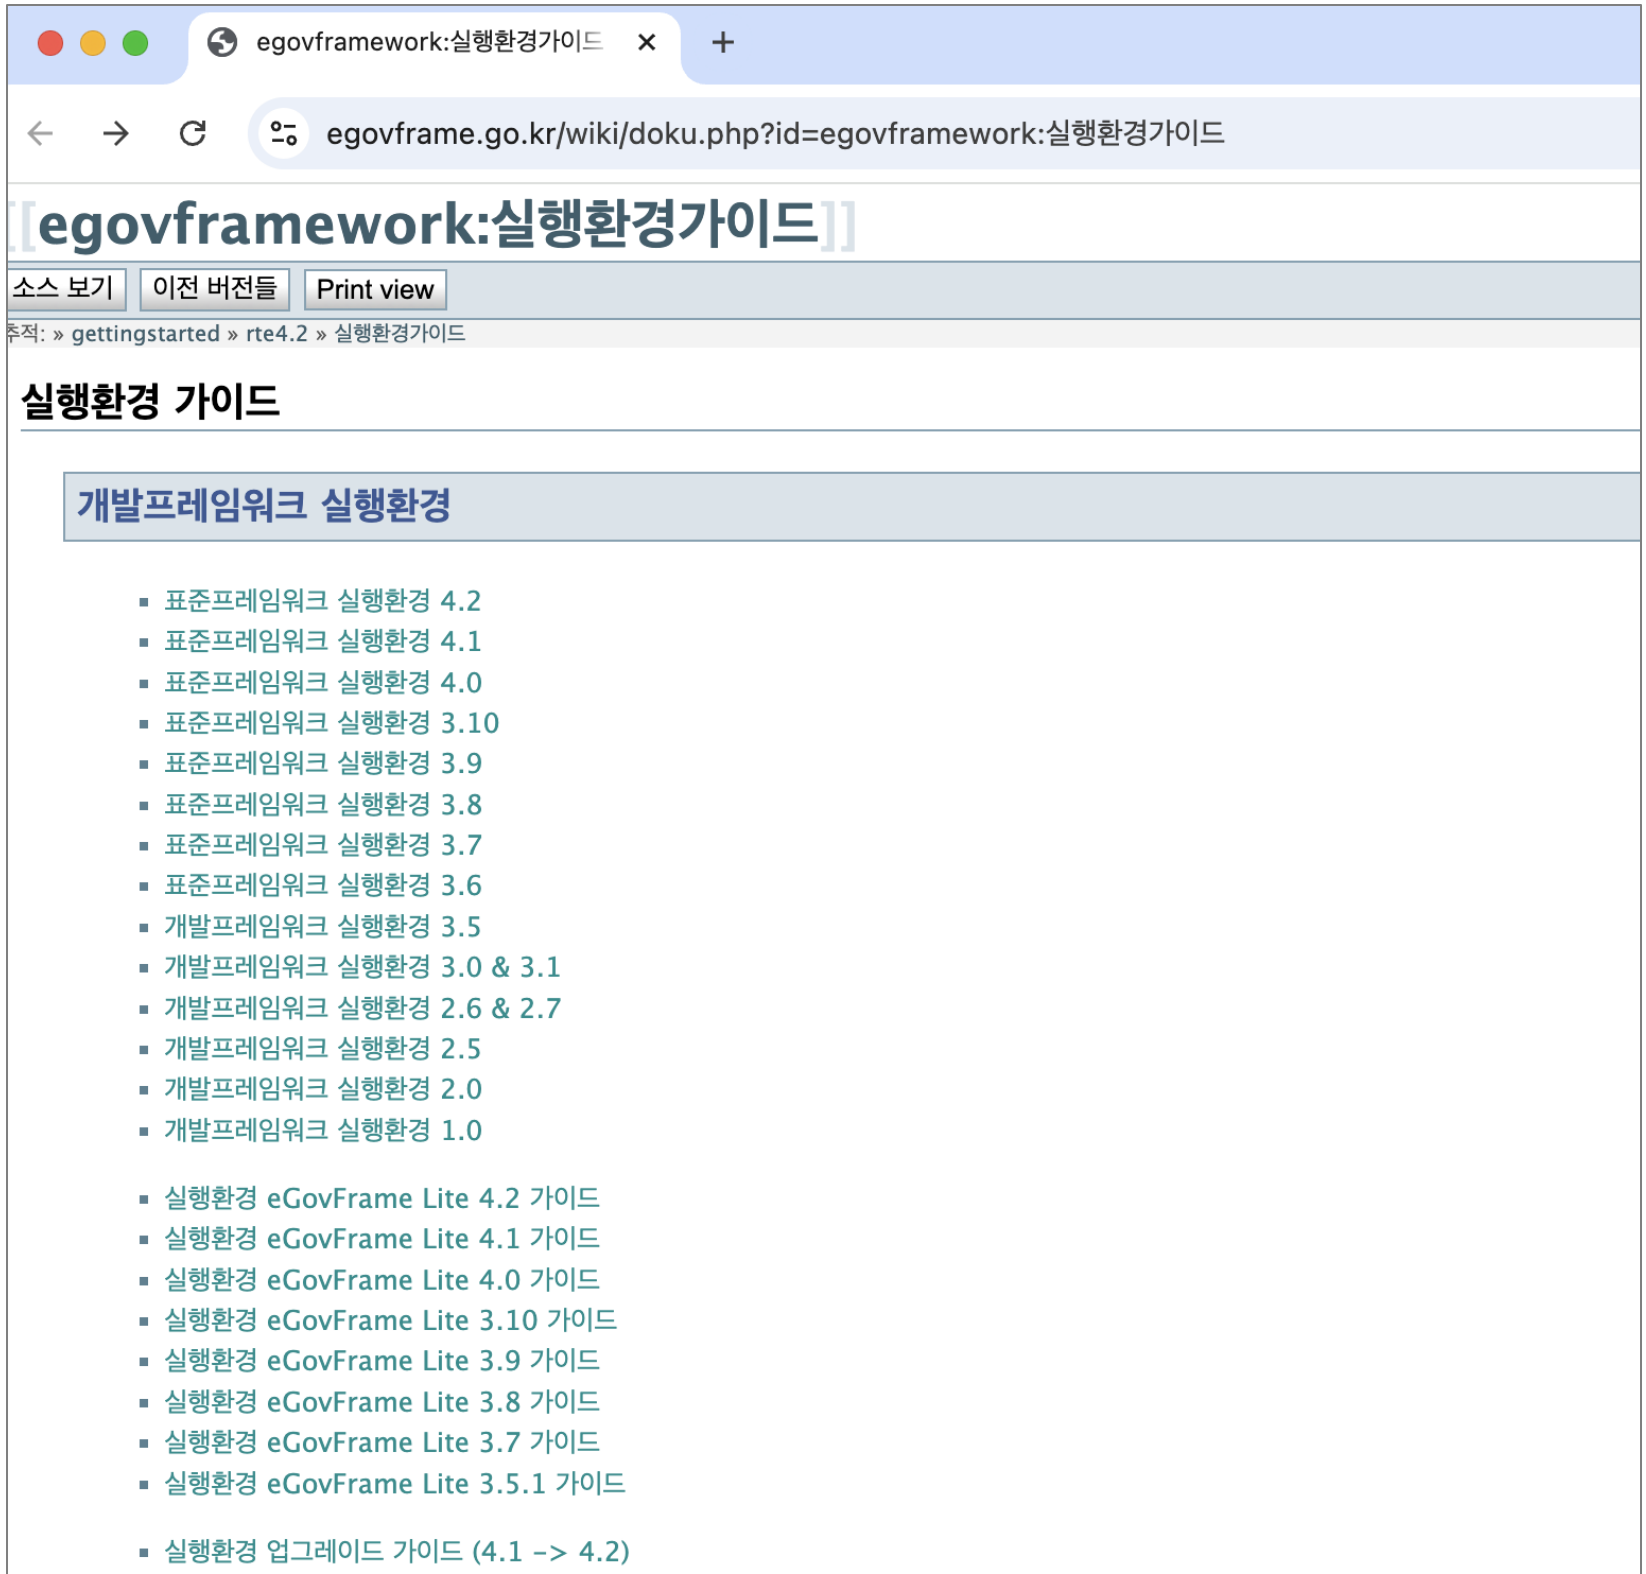 egovframework:실행환경가이드
egovframe.go.kr/wiki/doku.php?id=egovframework:실행환경가이드
[[egovframework:실행환경가이드]]
소스 보기 이전 버전들 Print view
추적: » gettingstarted » rte4.2 » 실행환경가이드
실행환경 가이드
개발프레임워크 실행환경
표준프레임워크 실행환경 4.2
표준프레임워크 실행환경 4.1
표준프레임워크 실행환경 4.0
표준프레임워크 실행환경 3.10
표준프레임워크 실행환경 3.9
표준프레임워크 실행환경 3.8
표준프레임워크 실행환경 3.7
표준프레임워크 실행환경 3.6
개발프레임워크 실행환경 3.5
개발프레임워크 실행환경 3.0 & 3.1
개발프레임워크 실행환경 2.6 & 2.7
개발프레임워크 실행환경 2.5
개발프레임워크 실행환경 2.0
개발프레임워크 실행환경 1.0
실행환경 eGovFrame Lite 4.2 가이드
실행환경 eGovFrame Lite 4.1 가이드
실행환경 eGovFrame Lite 4.0 가이드
실행환경 eGovFrame Lite 3.10 가이드
실행환경 eGovFrame Lite 3.9 가이드
실행환경 eGovFrame Lite 3.8 가이드
실행환경 eGovFrame Lite 3.7 가이드
실행환경 eGovFrame Lite 3.5.1 가이드
실행환경 업그레이드 가이드 (4.1 -> 4.2)